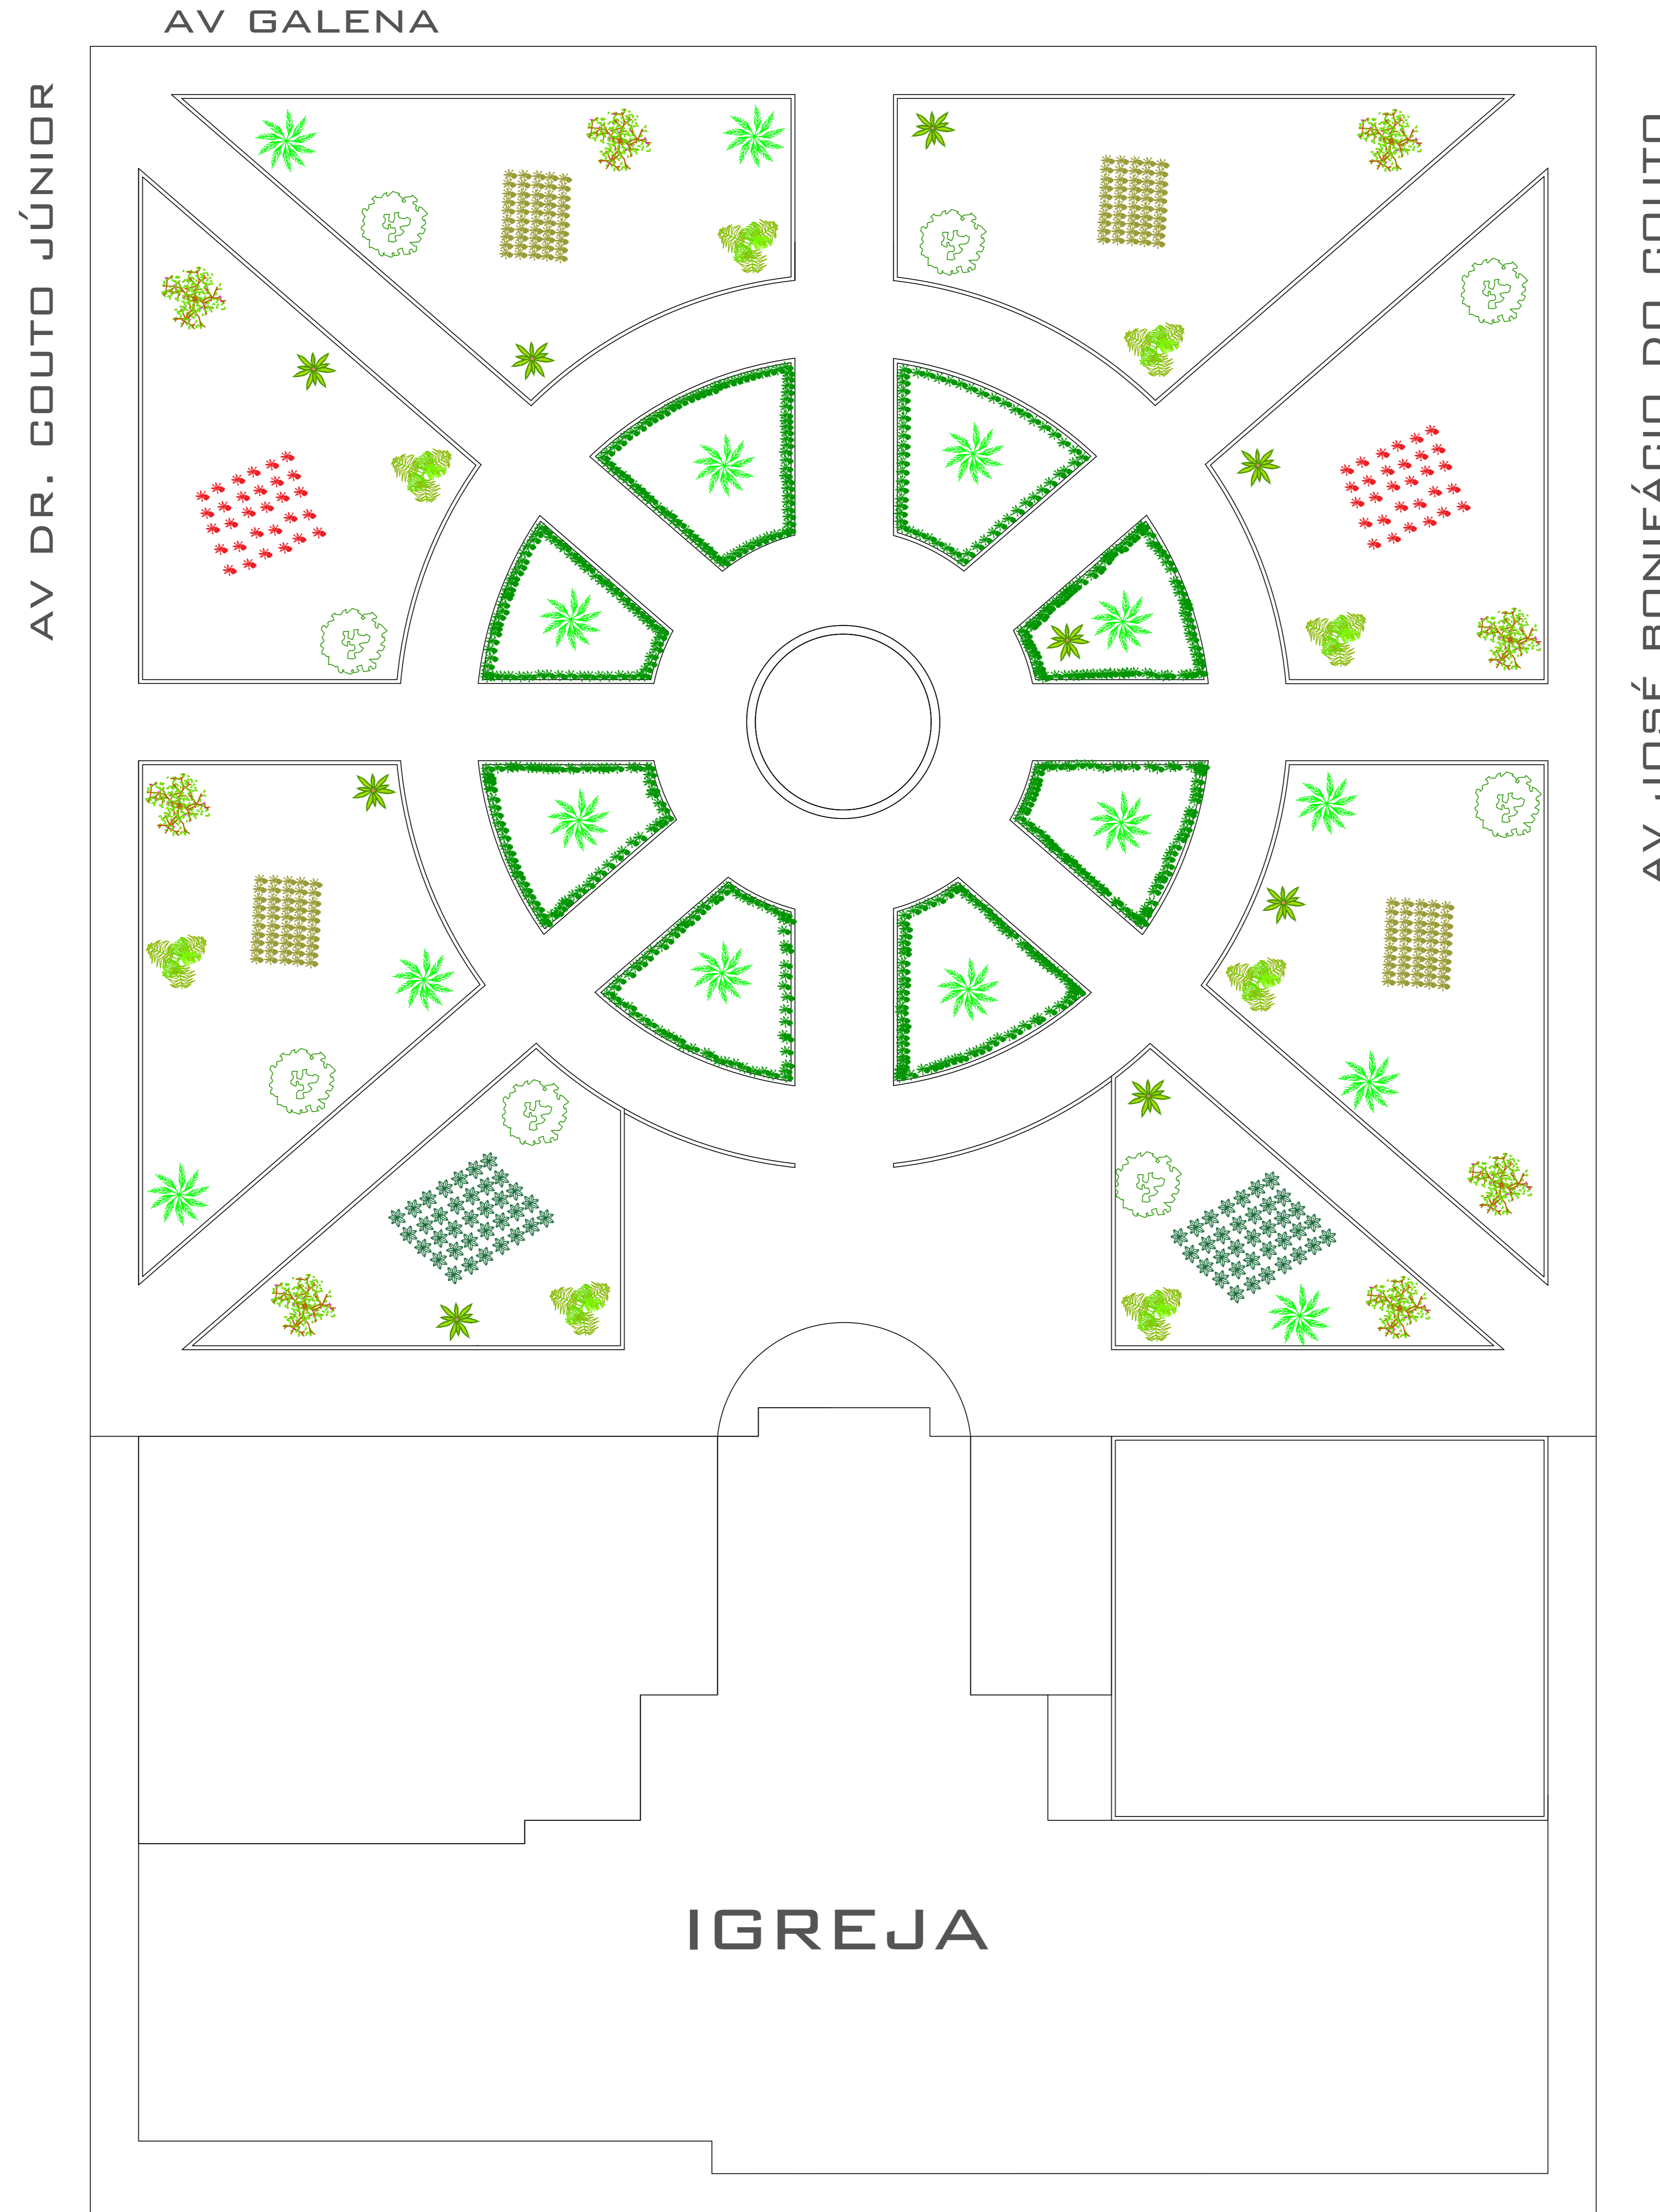 AV GALENA
AV DR. COUTO JÚNIOR
AV JOSÉ BONIFÁCIO DO COUTO
IGREJA